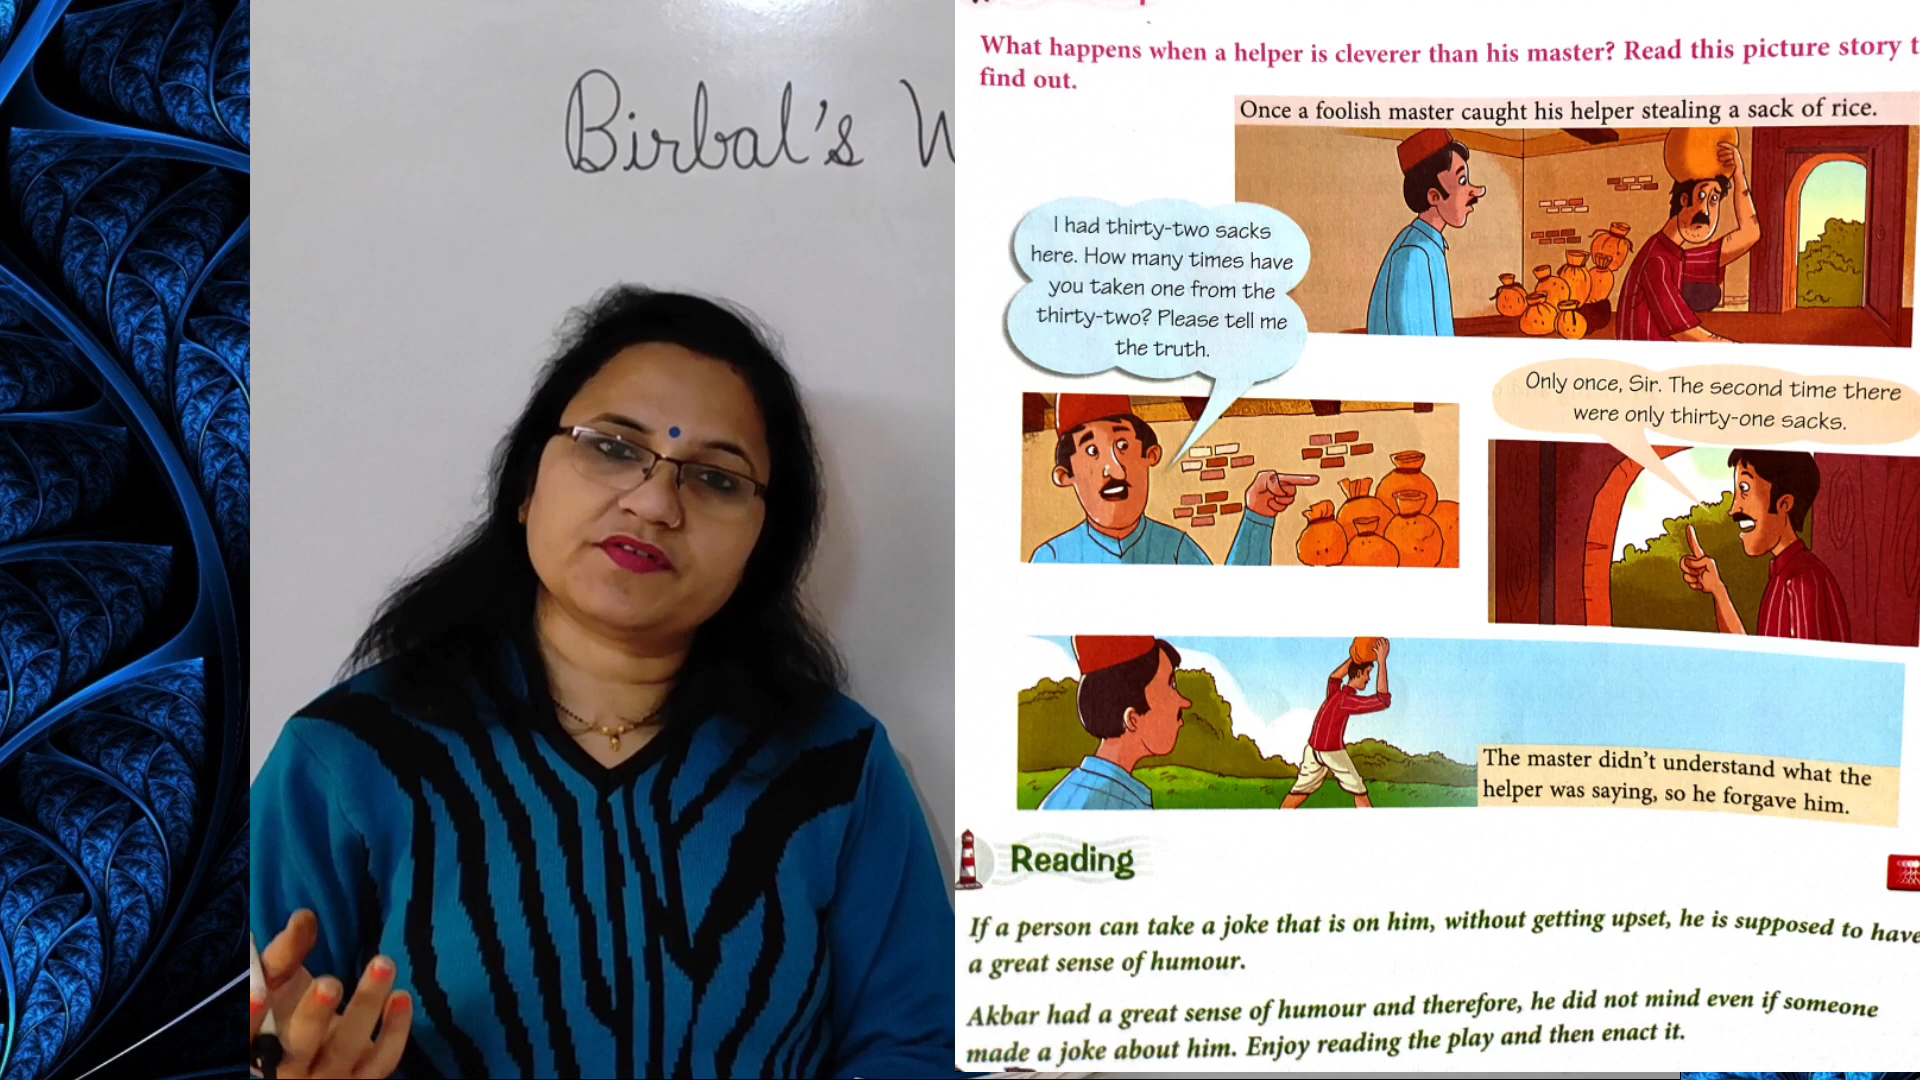 Birbal's W
What happens when a helper is cleverer than his master? Read this picture story t
find out.
Once a foolish master caught his helper stealing a sack of rice.
I had thirty-two sacks
here. How many times have
you taken one from the
thirty-two? Please tell me
the truth.
Only once, Sir. The second time there
were only thirty-one sacks.
The master didn't understand what the
helper was saying, so he forgave him.
Reading
If a person can take a joke that is on him, without getting upset, he is supposed to have
a great sense of humour.
Akbar had a great sense of humour and therefore, he did not mind even if someone
made a joke about him. Enjoy reading the play and then enact it.